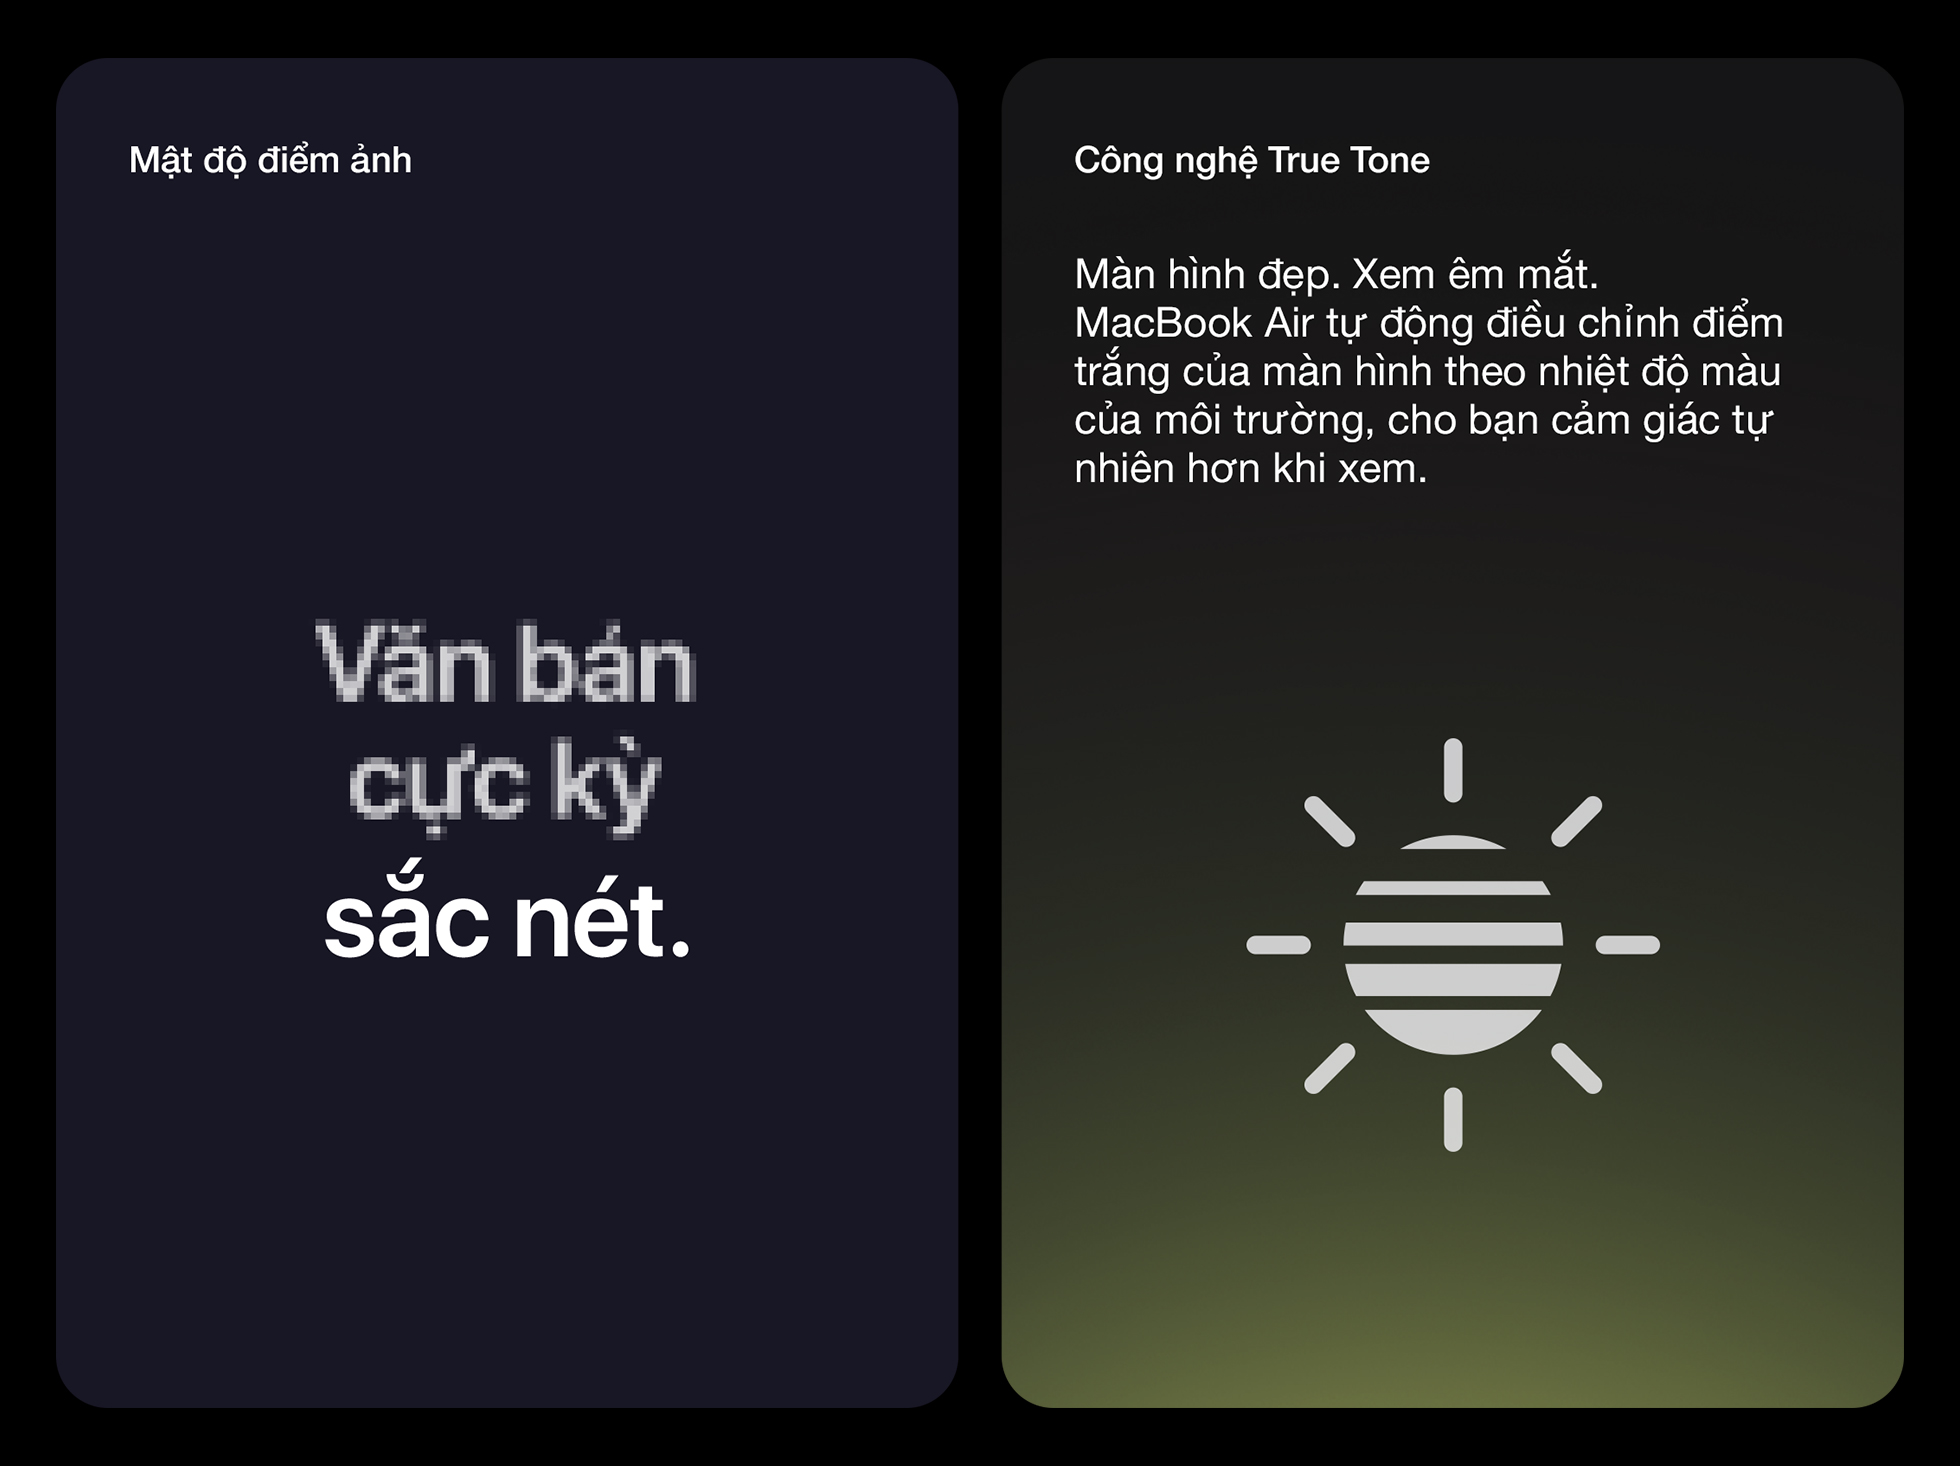 Mật độ điểm ảnh
Văn bản
cực kỳ
sắc nét.
Công nghệ True Tone
Màn hình đẹp. Xem êm mắt.
MacBook Air tự động điều chỉnh điểm
trắng của màn hình theo nhiệt độ màu
của môi trường, cho bạn cảm giác tự
nhiên hơn khi xem.